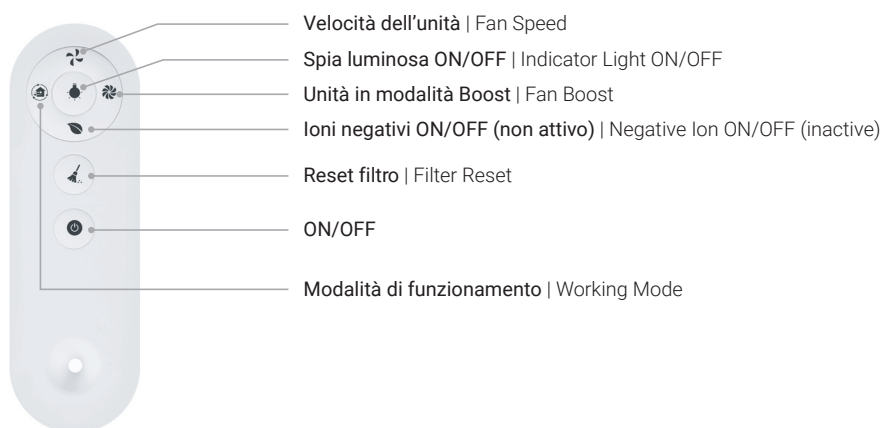 Velocità dell'unità | Fan Speed
Spia luminosa ON/OFF | Indicator Light ON/OFF
Unità in modalità Boost | Fan Boost
Ioni negativi ON/OFF (non attivo) | Negative Ion ON/OFF (inactive)
Reset filtro | Filter Reset
ON/OFF
Modalità di funzionamento | Working Mode